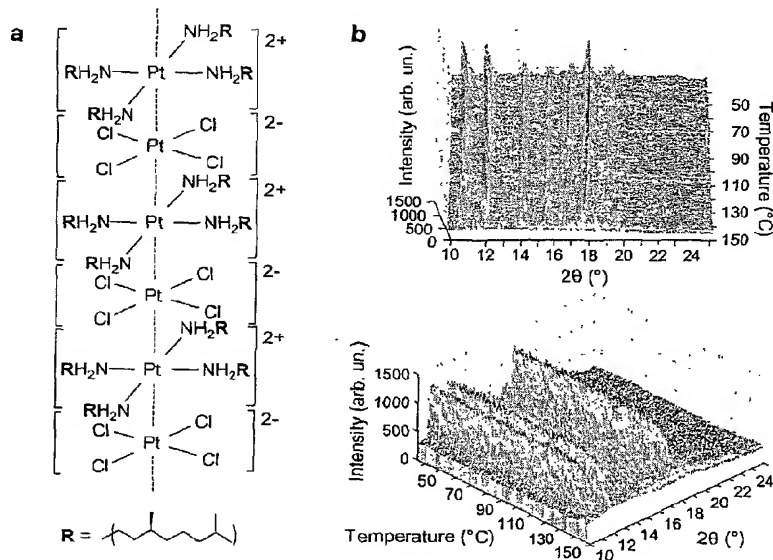 a
NH2R
2+
RH2N
Pt
NH2R
RH2N
Cl
Cl
2-
Pt
Cl
Cl
NH2R
2+
RH2N
Pt
NH2R
RH2N
Cl
Cl
2-
Pt
Cl
Cl
NH2R
2+
RH2N
Pt
NH2R
RH2N
Cl
Cl
2-
Pt
Cl
Cl
R =
b
Intensity (arb. un.)
1500
1000
500
0
10 12 14 16 18 20 22 24
2θ (°)
50
70
90
110
130
150
Temperature (°C)
Intensity (arb. un.)
1500
1000
500
0
50 70 90 110 130 150
Temperature (°C)
10 12 14 16 18 20 22 24
2θ (°)